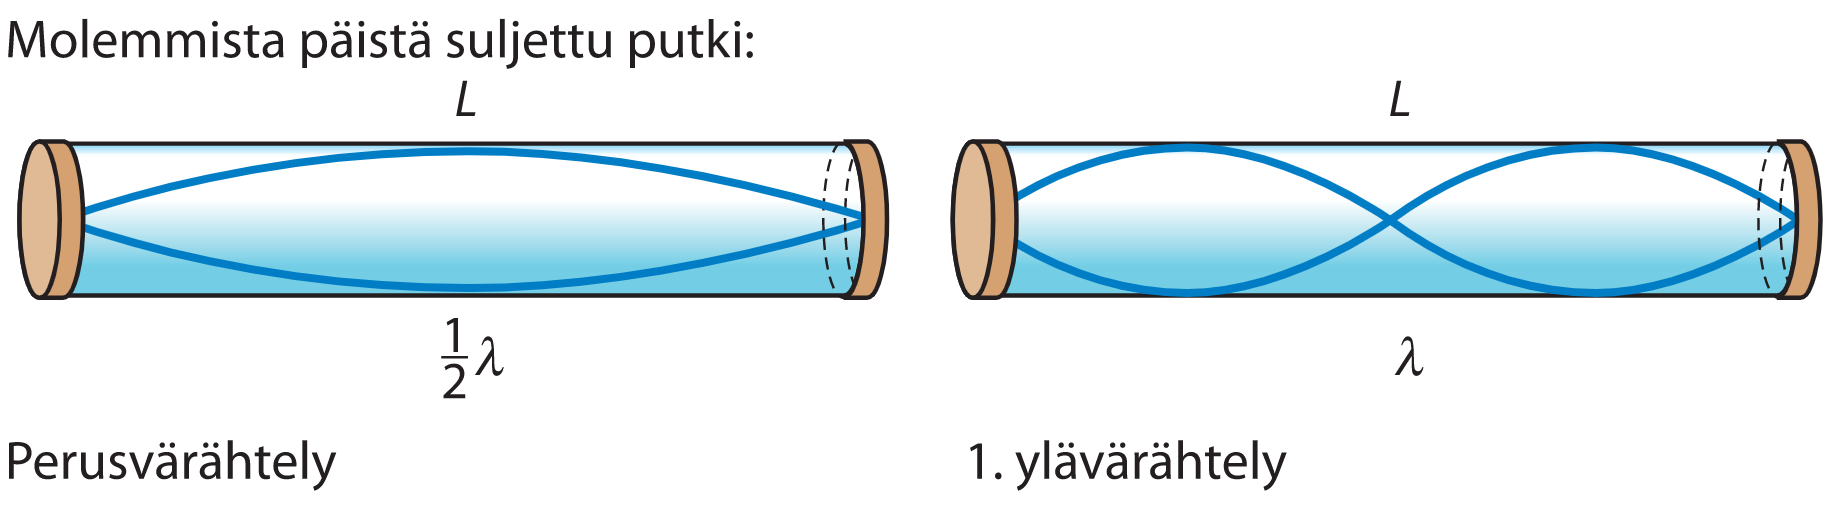 Molemmista päistä suljettu putki:
L
L
1/2 λ
λ
Perusvärähtely
1. ylävärähtely